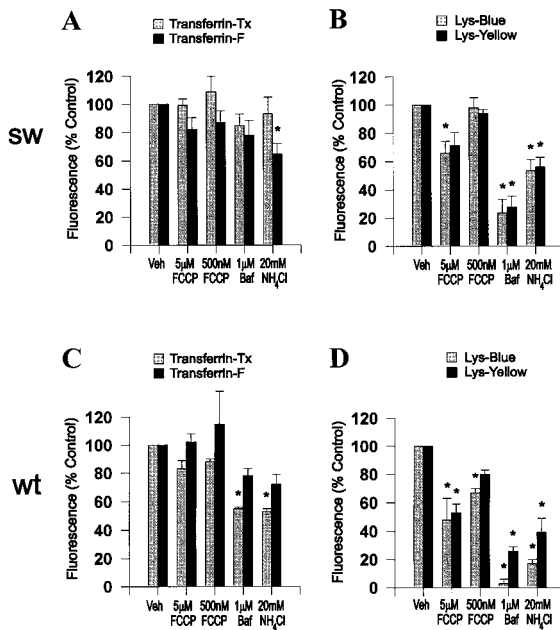 A
Transferrin-Tx
Transferrin-F
B
Lys-Blue
Lys-Yellow
sw
Fluorescence (% Control)
120
100
80
60
40
20
0
*
Veh
5µM
FCCP
500nM
FCCP
1µM
Baf
20mM
NH4Cl
Fluorescence (% Control)
120
100
80
60
40
20
0
*
* *
* *
Veh
5µM
FCCP
500nM
FCCP
1µM
Baf
20mM
NH4Cl
C
Transferrin-Tx
Transferrin-F
D
Lys-Blue
Lys-Yellow
wt
Fluorescence (% Control)
120
100
80
60
40
20
0
*
*
Veh
5µM
FCCP
500nM
FCCP
1µM
Baf
20mM
NH4Cl
Fluorescence (% Control)
120
100
80
60
40
20
0
* *
*
* *
* *
Veh
5µM
FCCP
500nM
FCCP
1µM
Baf
20mM
NH4Cl